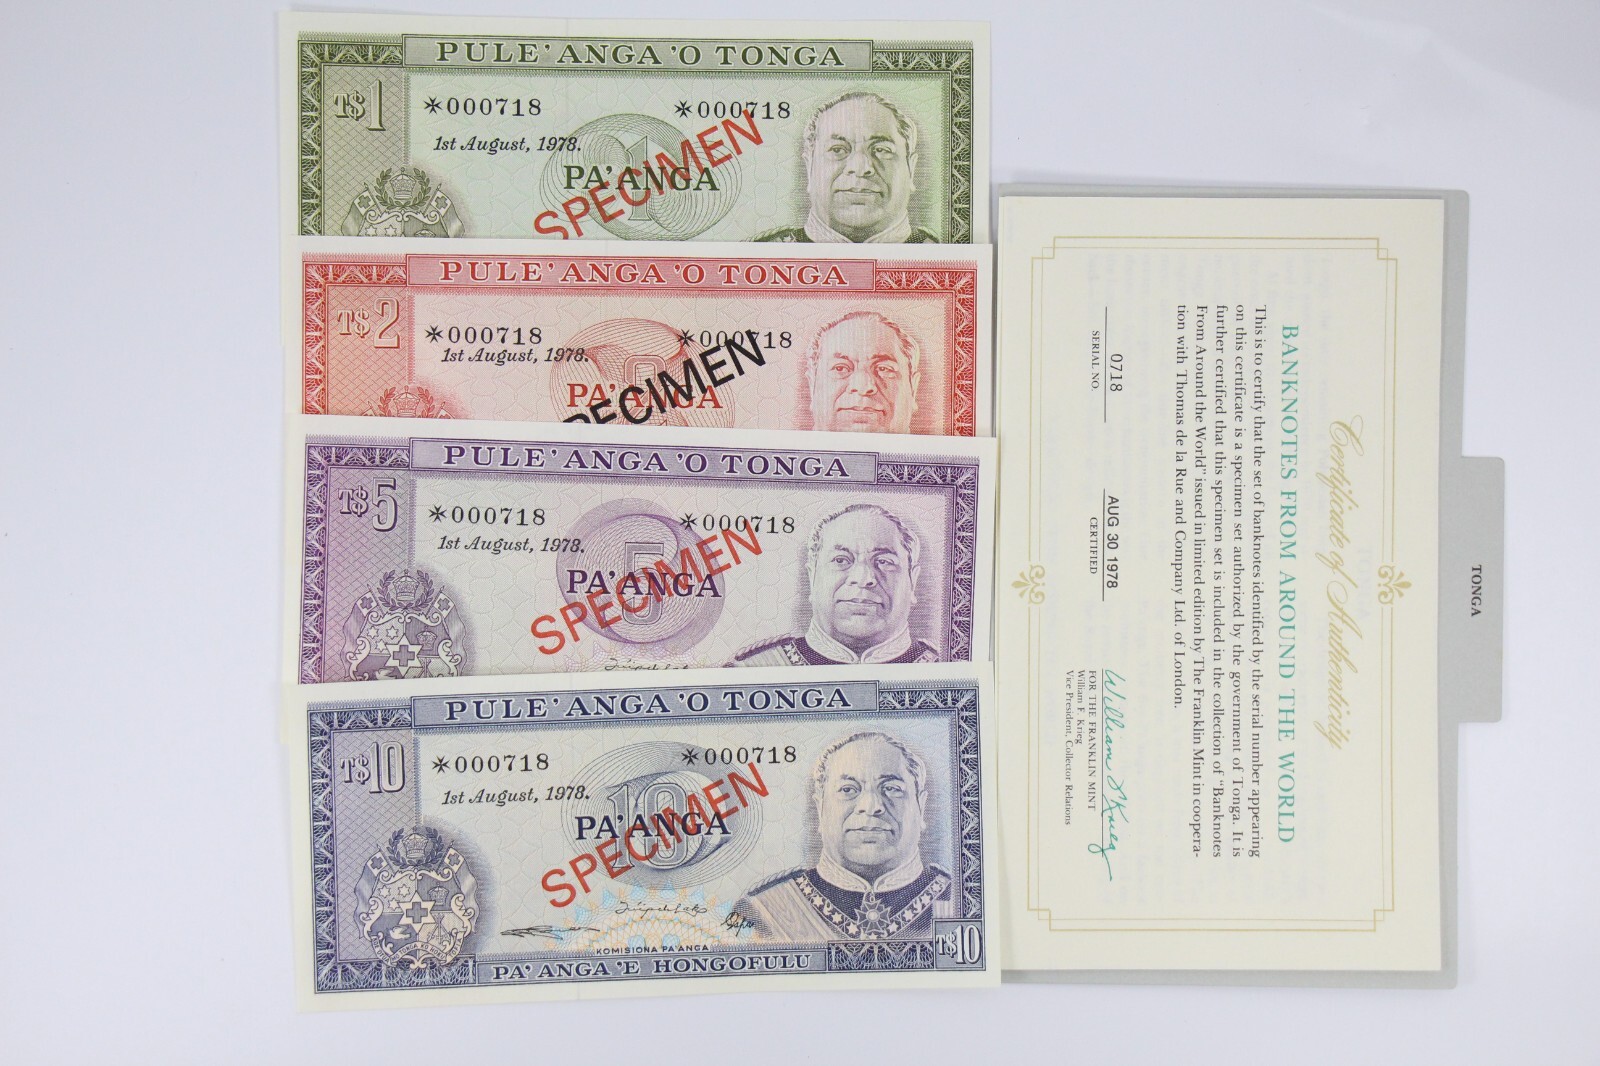 PULE'ANGA 'O TONGA
T$1
*000718
*000718
1st August, 1978.
PA'ANGA
1
SPECIMEN
PULE'ANGA 'O TONGA
T$2
*000718
*000718
1st August, 1978.
PA'ANGA
2
SPECIMEN
PULE'ANGA 'O TONGA
T$5
*000718
*000718
1st August, 1978.
PA'ANGA
5
SPECIMEN
PULE'ANGA 'O TONGA
T$10
*000718
*000718
1st August, 1978.
PA'ANGA
10
SPECIMEN
KOMISIONA PA'ANGA
PA'ANGA 'E HONGOFULU
T$10
Certificate of Authenticity
BANKNOTES FROM AROUND THE WORLD
This is to certify that the set of banknotes identified by the serial number appearing
on this certificate is a specimen set authorized by the government of Tonga. It is
further certified that this specimen set is included in the collection of "Banknotes
From Around the World" issued in limited edition by The Franklin Mint in coopera-
tion with Thomas de la Rue and Company Ltd. of London.
0718
SERIAL NO.
AUG 30 1978
CERTIFIED
William F. Krieg
FOR THE FRANKLIN MINT
William F. Krieg
Vice President, Collector Relations
TONGA